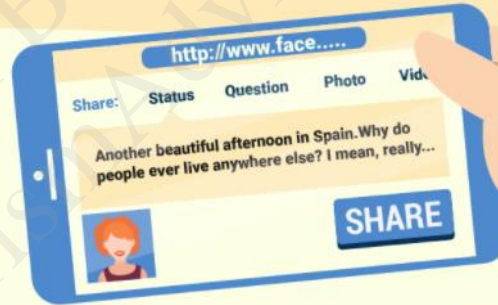 http://www.face.....
Share: Status Question Photo Vid
Another beautiful afternoon in Spain.Why do
people ever live anywhere else? I mean, really...
SHARE